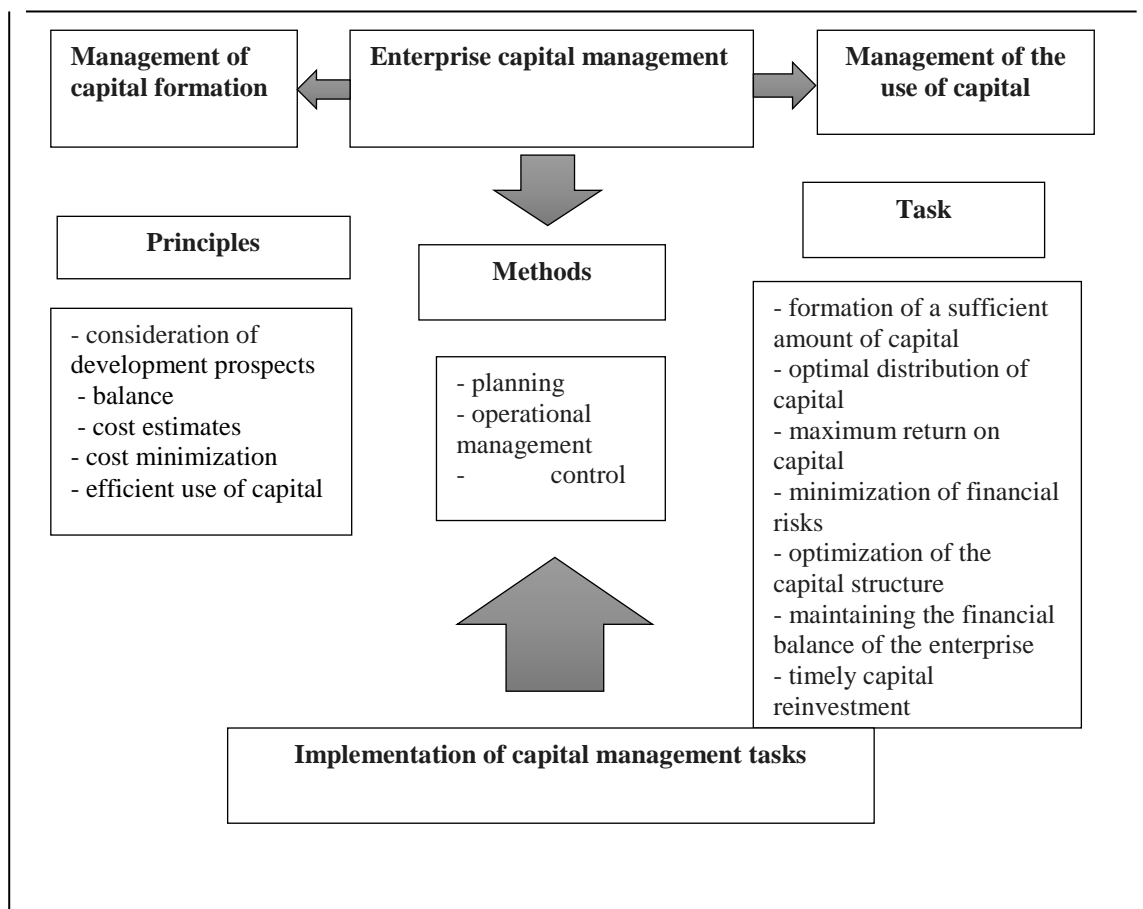 Management of
capital formation
Enterprise capital management
Management of the
use of capital
Principles
- consideration of
development prospects
- balance
- cost estimates
- cost minimization
- efficient use of capital
Methods
- planning
- operational
management
- control
Task
- formation of a sufficient
amount of capital
- optimal distribution of
capital
- maximum return on
capital
- minimization of financial
risks
- optimization of the
capital structure
- maintaining the financial
balance of the enterprise
- timely capital
reinvestment
Implementation of capital management tasks